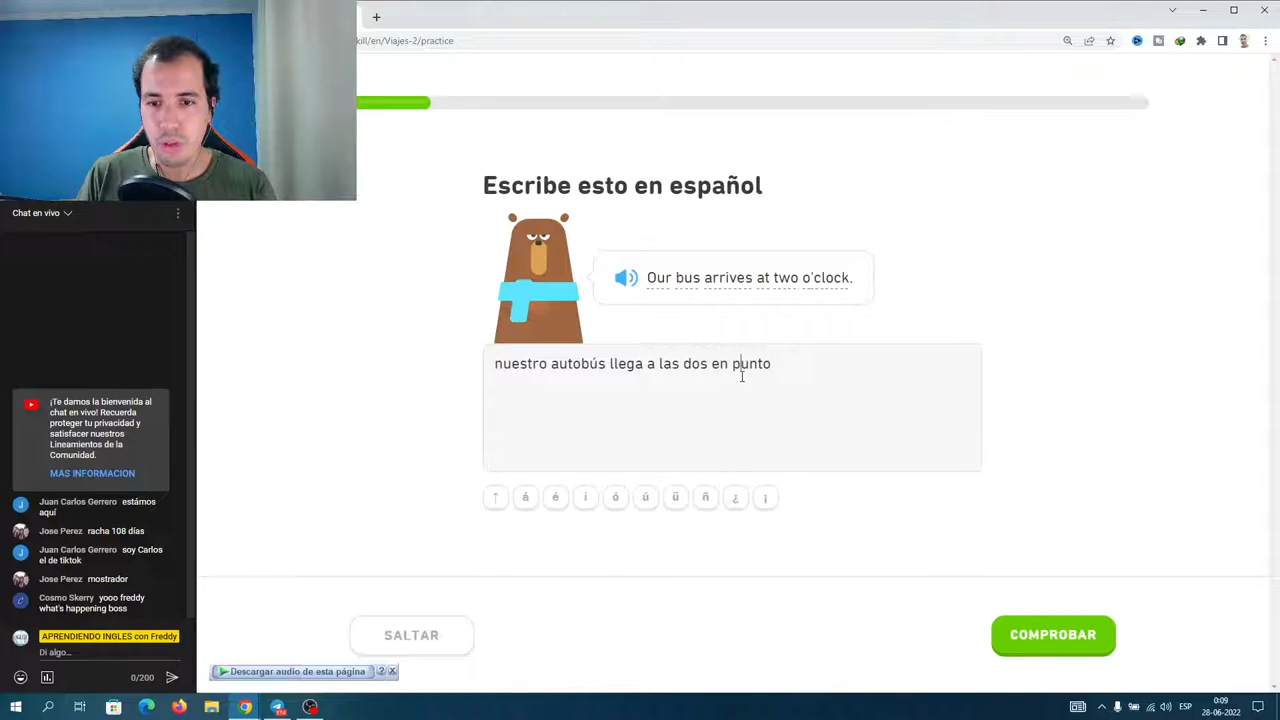 kill/en/Viajes-2/practice
Escribe esto en español
Our bus arrives at two o'clock.
nuestro autobús llega a las dos en punto
↑ á é í ó ú ü ñ ¿ ¡
SALTAR
COMPROBAR
Descargar audio de esta página ? X
Chat en vivo
¡Te damos la bienvenida al
chat en vivo! Recuerda
proteger tu privacidad y
satisfacer nuestros
Lineamientos de la
Comunidad.
MAS INFORMACION
J Juan Carlos Gerrero estámos
aquí
Jose Perez racha 108 días
J Juan Carlos Gerrero soy Carlos
el de tiktok
Jose Perez mostrador
C Cosmo Skerry yooo freddy
what's happening boss
APRENDIENDO INGLES con Freddy
Di algo...
0/200
ESP
0:09
28-06-2022